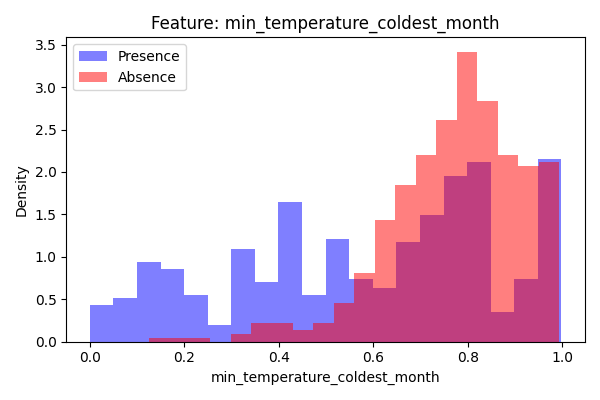 Feature: min_temperature_coldest_month
Presence
Absence
Density
3.5
3.0
2.5
2.0
1.5
1.0
0.5
0.0
0.0 0.2 0.4 0.6 0.8 1.0
min_temperature_coldest_month